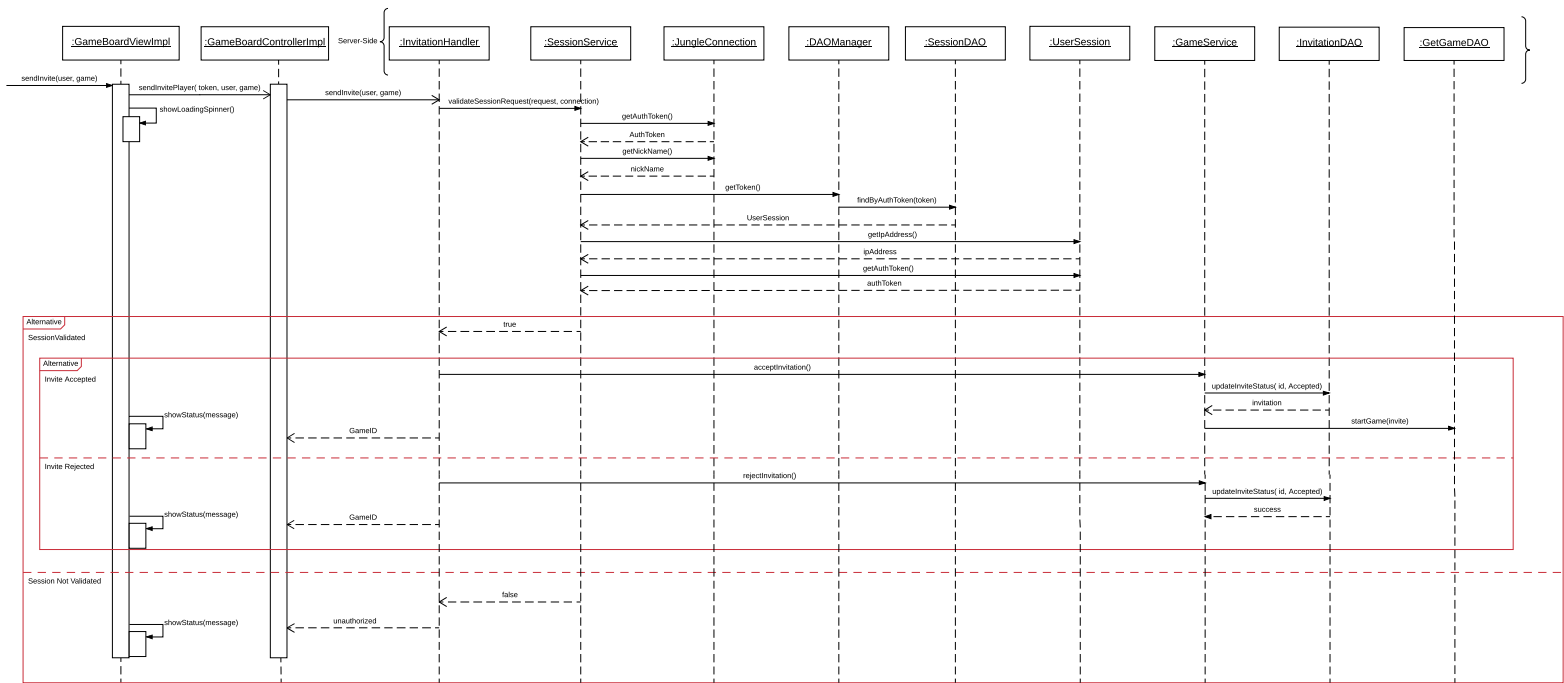 :GameBoardViewImpl
:GameBoardControllerImpl
Server-Side
:InvitationHandler
:SessionService
:JungleConnection
:DAOManager
:SessionDAO
:UserSession
:GameService
:InvitationDAO
:GetGameDAO
sendInvite(user, game)
sendInvitePlayer( token, user, game)
sendInvite(user, game)
validateSessionRequest(request, connection)
showLoadingSpinner()
getAuthToken()
AuthToken
getNickName()
nickName
getToken()
findByAuthToken(token)
UserSession
getIpAddress()
ipAddress
getAuthToken()
authToken
Alternative
true
SessionValidated
Alternative
acceptInvitation()
Invite Accepted
updateInviteStatus( id, Accepted)
invitation
showStatus(message)
startGame(invite)
GameID
Invite Rejected
rejectInvitation()
updateInviteStatus( id, Accepted)
success
showStatus(message)
GameID
Session Not Validated
false
unauthorized
showStatus(message)